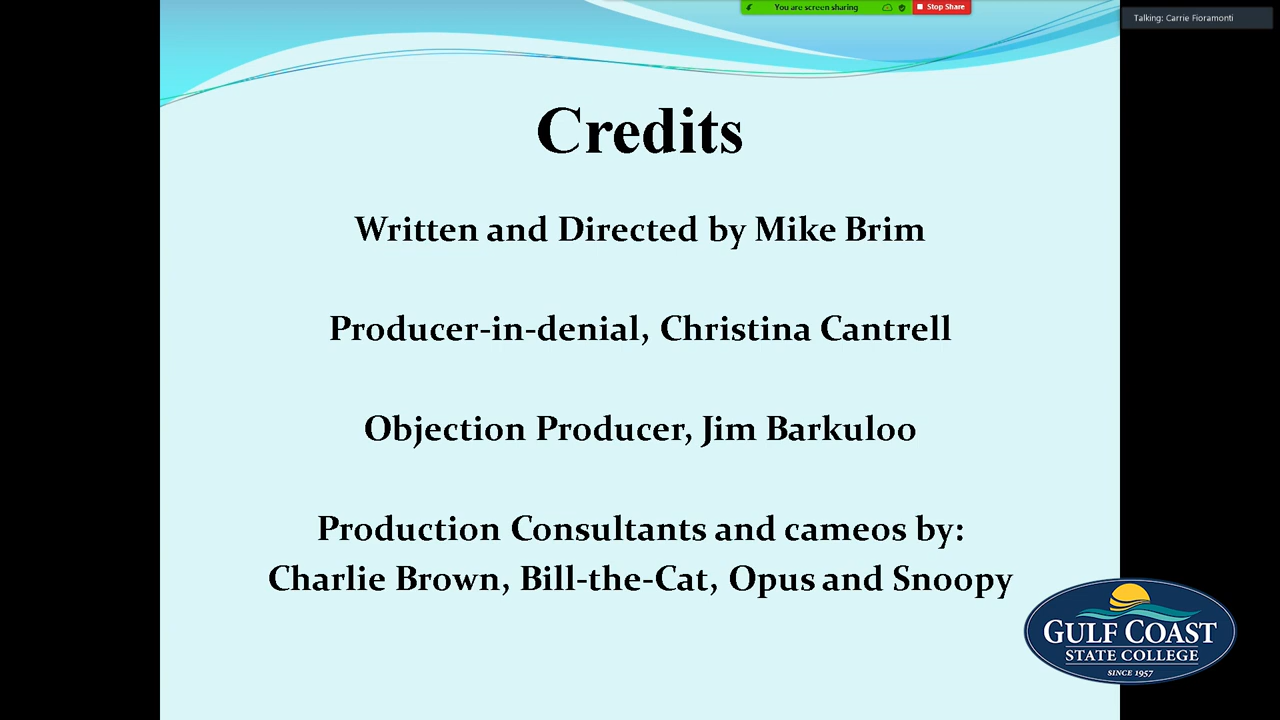 You are screen sharing
Stop Share
Talking: Carrie Fioramonti
Credits
Written and Directed by Mike Brim
Producer-in-denial, Christina Cantrell
Objection Producer, Jim Barkuloo
Production Consultants and cameos by:
Charlie Brown, Bill-the-Cat, Opus and Snoopy
GULF COAST
STATE COLLEGE
SINCE 1957